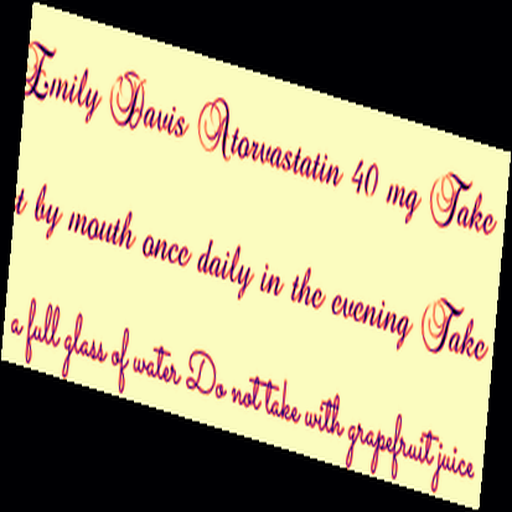 Emily Davis Atorvastatin 40 mg Take
t by mouth once daily in the evening Take
a full glass of water Do not take with grapefruit juice